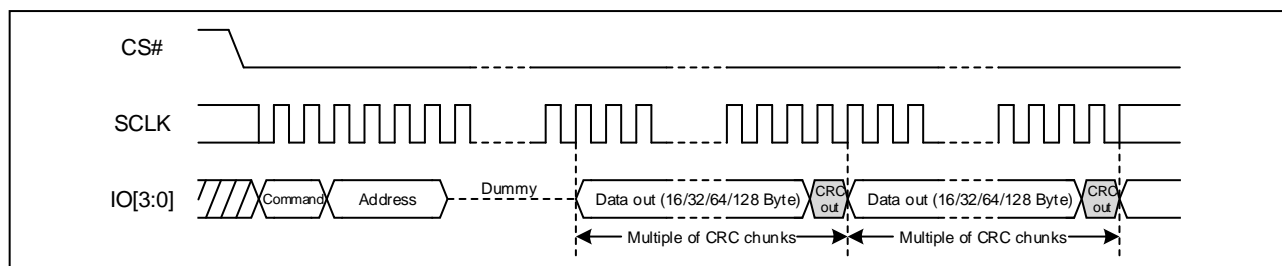 CS#
SCLK
IO[3:0]
Command
Address
Dummy
Data out (16/32/64/128 Byte)
CRC
out
Data out (16/32/64/128 Byte)
CRC
out
Multiple of CRC chunks
Multiple of CRC chunks